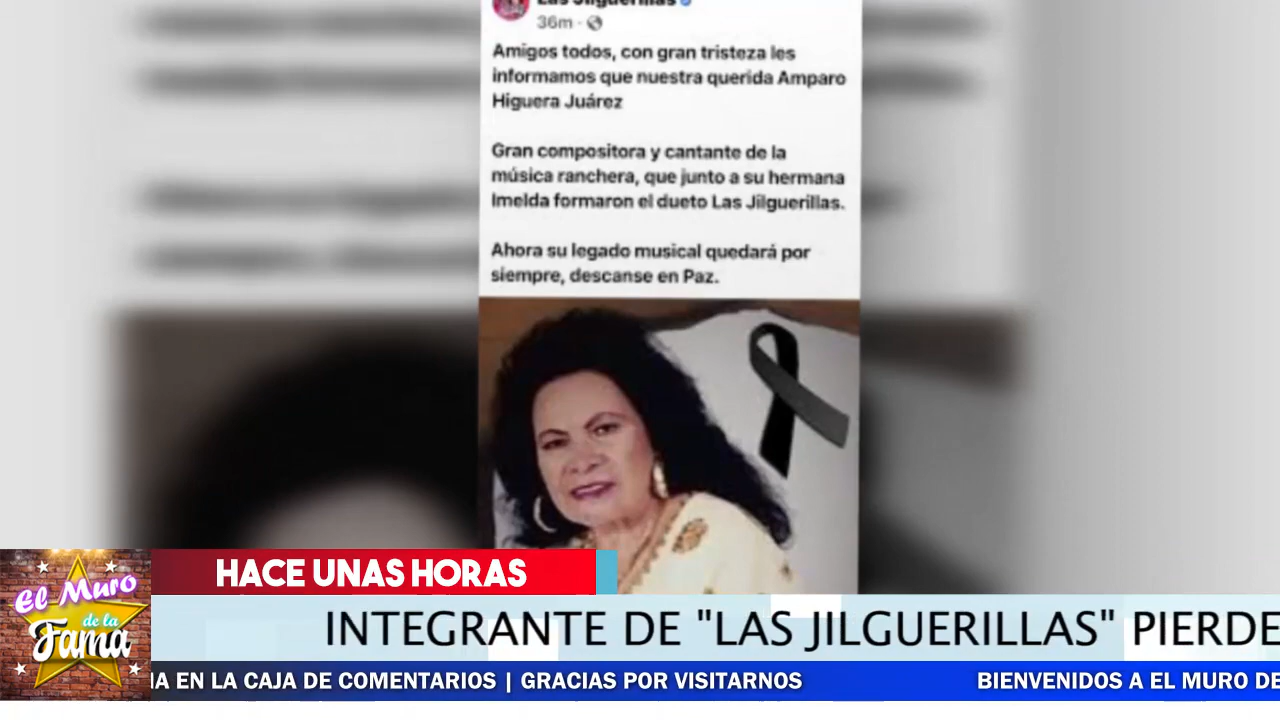 Las Jilguerillas
36m ·
Amigos todos, con gran tristeza les
informamos que nuestra querida Amparo
Higuera Juárez
Gran compositora y cantante de la
música ranchera, que junto a su hermana
Imelda formaron el dueto Las Jilguerillas.
Ahora su legado musical quedará por
siempre, descanse en Paz.
HACE UNAS HORAS
El Muro
de la
Fama
INTEGRANTE DE "LAS JILGUERILLAS" PIERDE
EN LA CAJA DE COMENTARIOS | GRACIAS POR VISITARNOS
BIENVENIDOS A EL MURO DE